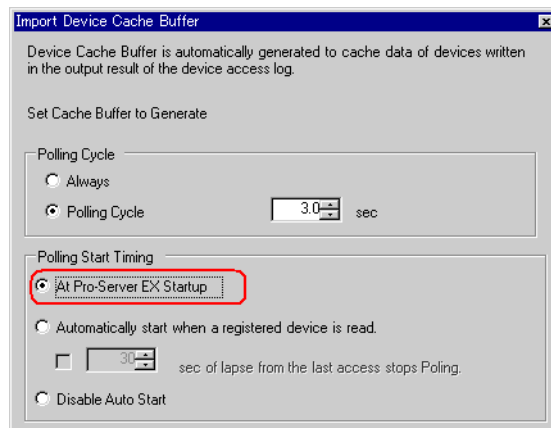 Import Device Cache Buffer
Device Cache Buffer is automatically generated to cache data of devices written
in the output result of the device access log.
Set Cache Buffer to Generate
Polling Cycle
Always
Polling Cycle 3.0 sec
Polling Start Timing
At Pro-Server EX Startup
Automatically start when a registered device is read.
30 sec of lapse from the last access stops Poling.
Disable Auto Start